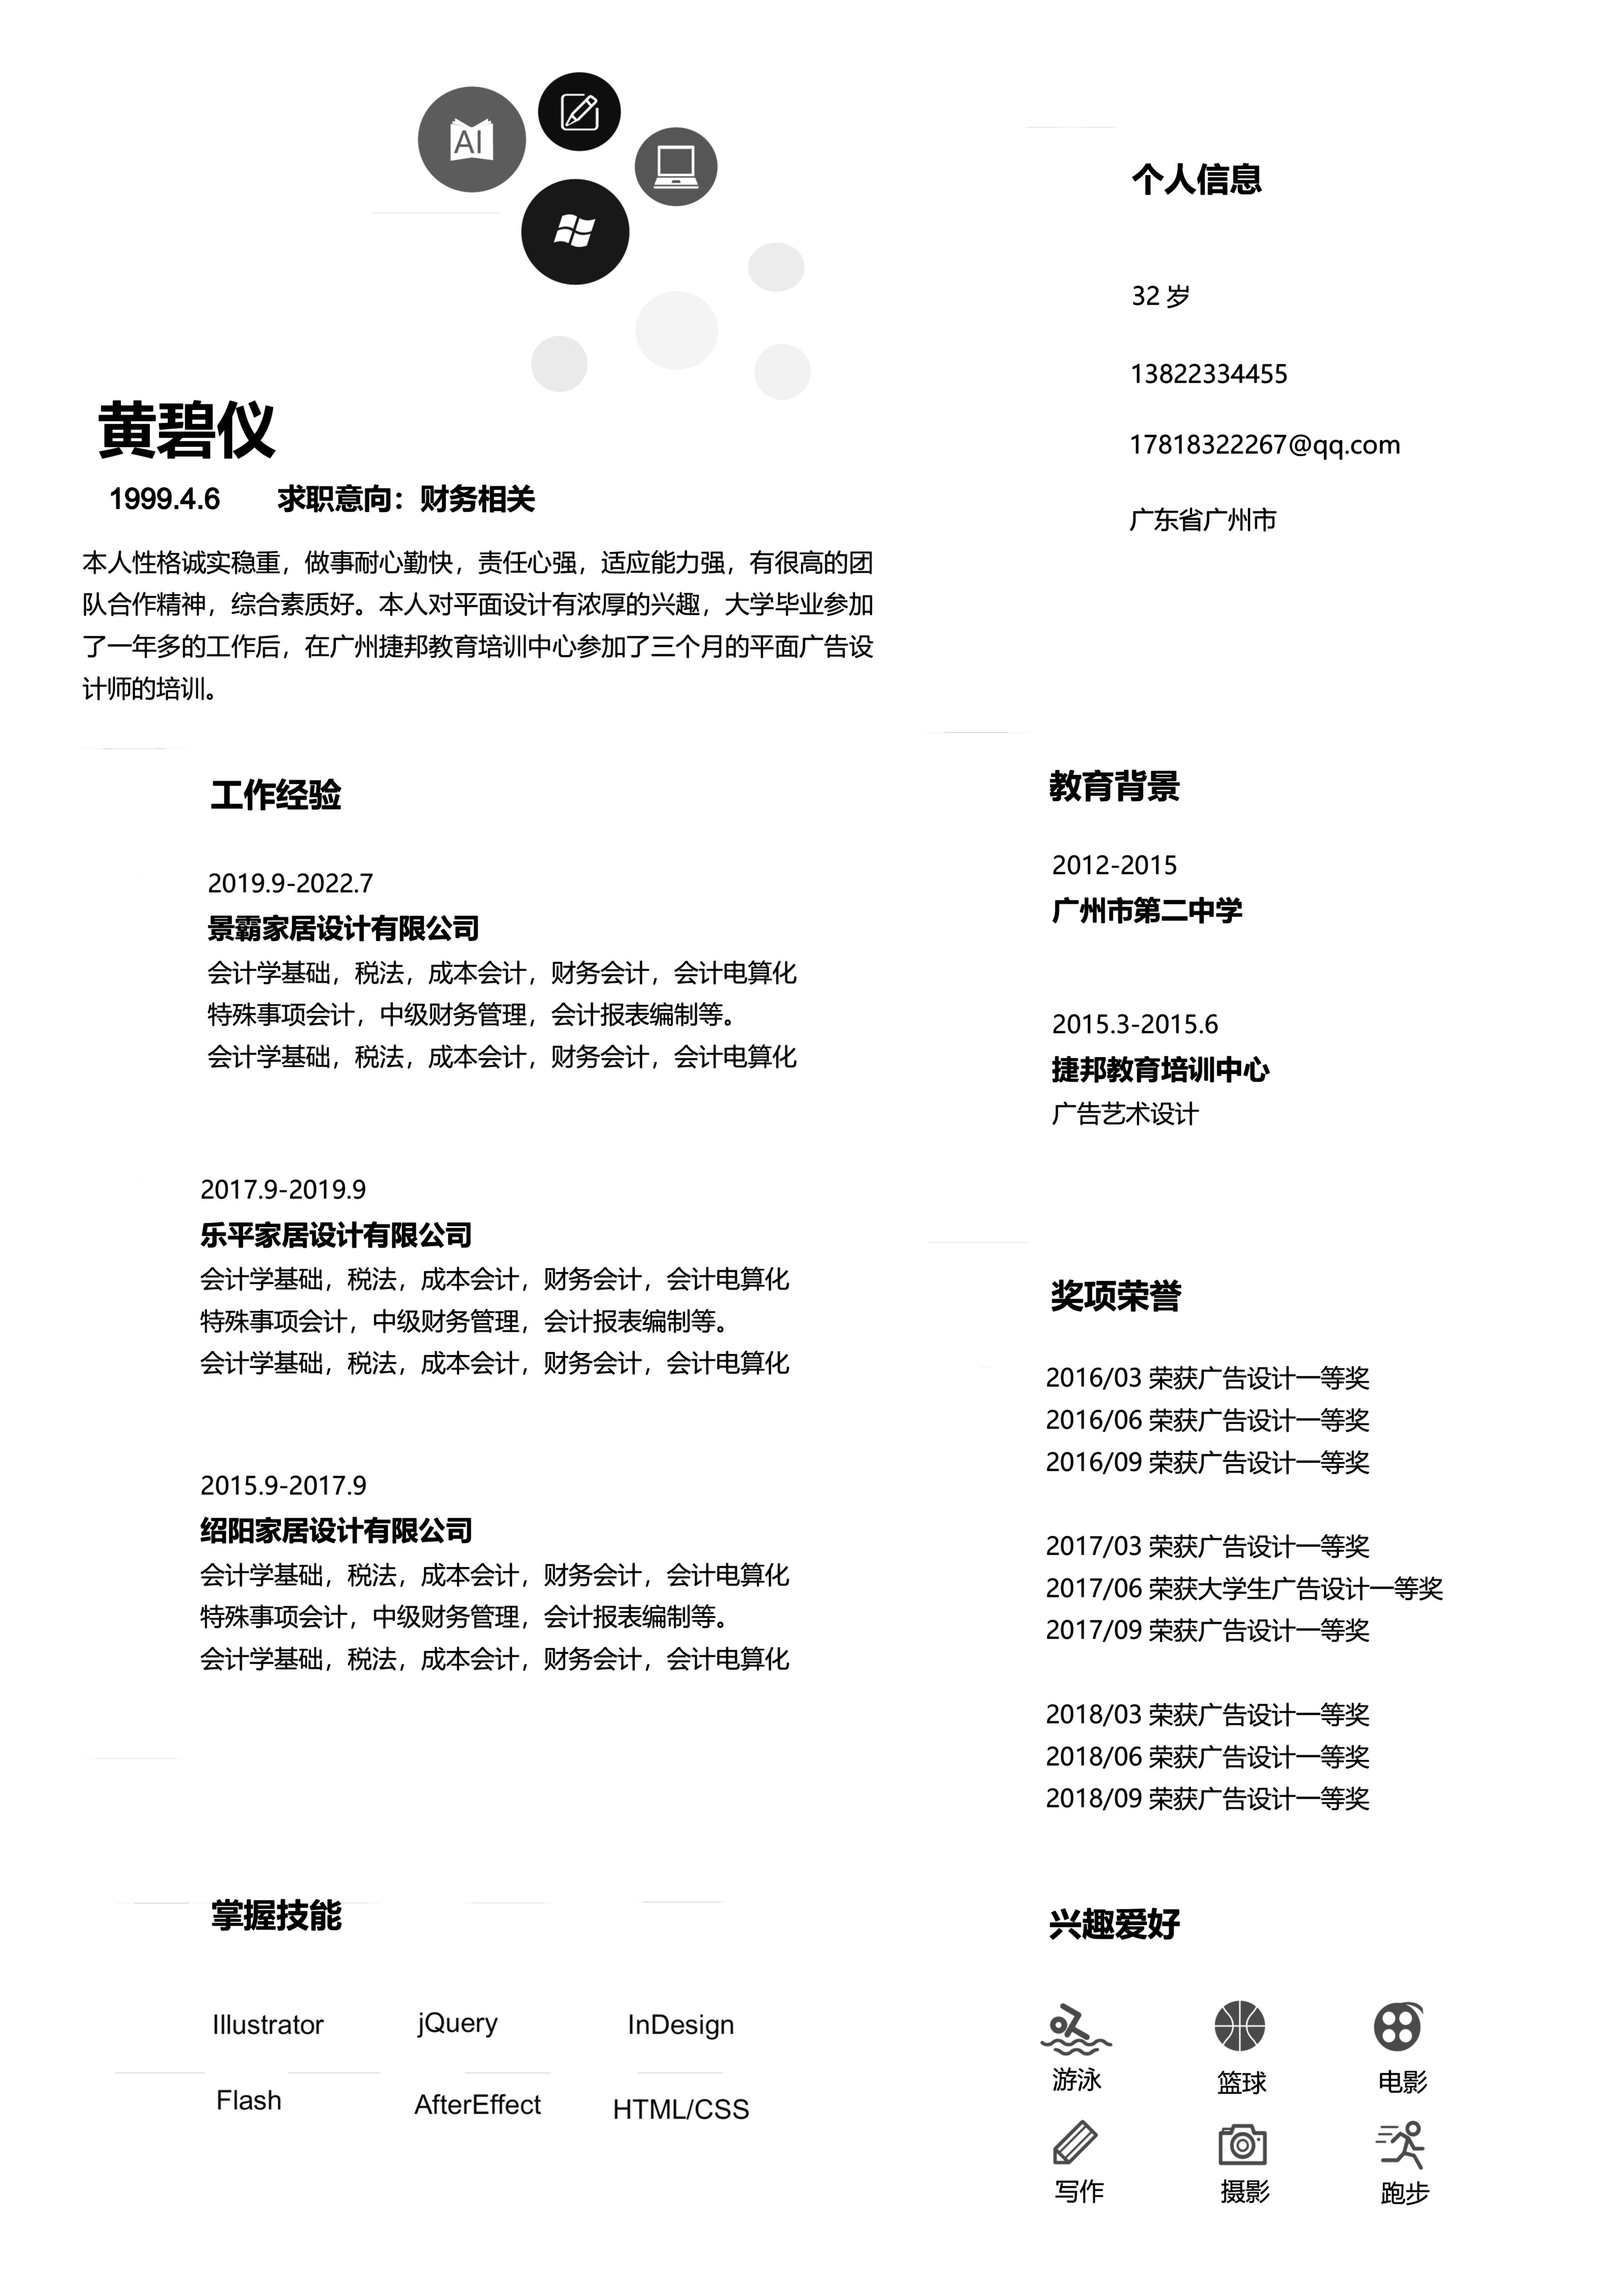 AI
黄碧仪
1999.4.6 求职意向：财务相关
本人性格诚实稳重，做事耐心勤快，责任心强，适应能力强，有很高的团
队合作精神，综合素质好。本人对平面设计有浓厚的兴趣，大学毕业参加
了一年多的工作后，在广州捷邦教育培训中心参加了三个月的平面广告设
计师的培训。
个人信息
32 岁
13822334455
17818322267@qq.com
广东省广州市
工作经验
2019.9-2022.7
景霸家居设计有限公司
会计学基础，税法，成本会计，财务会计，会计电算化
特殊事项会计，中级财务管理，会计报表编制等。
会计学基础，税法，成本会计，财务会计，会计电算化
2017.9-2019.9
乐平家居设计有限公司
会计学基础，税法，成本会计，财务会计，会计电算化
特殊事项会计，中级财务管理，会计报表编制等。
会计学基础，税法，成本会计，财务会计，会计电算化
2015.9-2017.9
绍阳家居设计有限公司
会计学基础，税法，成本会计，财务会计，会计电算化
特殊事项会计，中级财务管理，会计报表编制等。
会计学基础，税法，成本会计，财务会计，会计电算化
教育背景
2012-2015
广州市第二中学
2015.3-2015.6
捷邦教育培训中心
广告艺术设计
奖项荣誉
2016/03 荣获广告设计一等奖
2016/06 荣获广告设计一等奖
2016/09 荣获广告设计一等奖
2017/03 荣获广告设计一等奖
2017/06 荣获大学生广告设计一等奖
2017/09 荣获广告设计一等奖
2018/03 荣获广告设计一等奖
2018/06 荣获广告设计一等奖
2018/09 荣获广告设计一等奖
掌握技能
Illustrator jQuery InDesign
Flash AfterEffect HTML/CSS
兴趣爱好
游泳 篮球 电影
写作 摄影 跑步